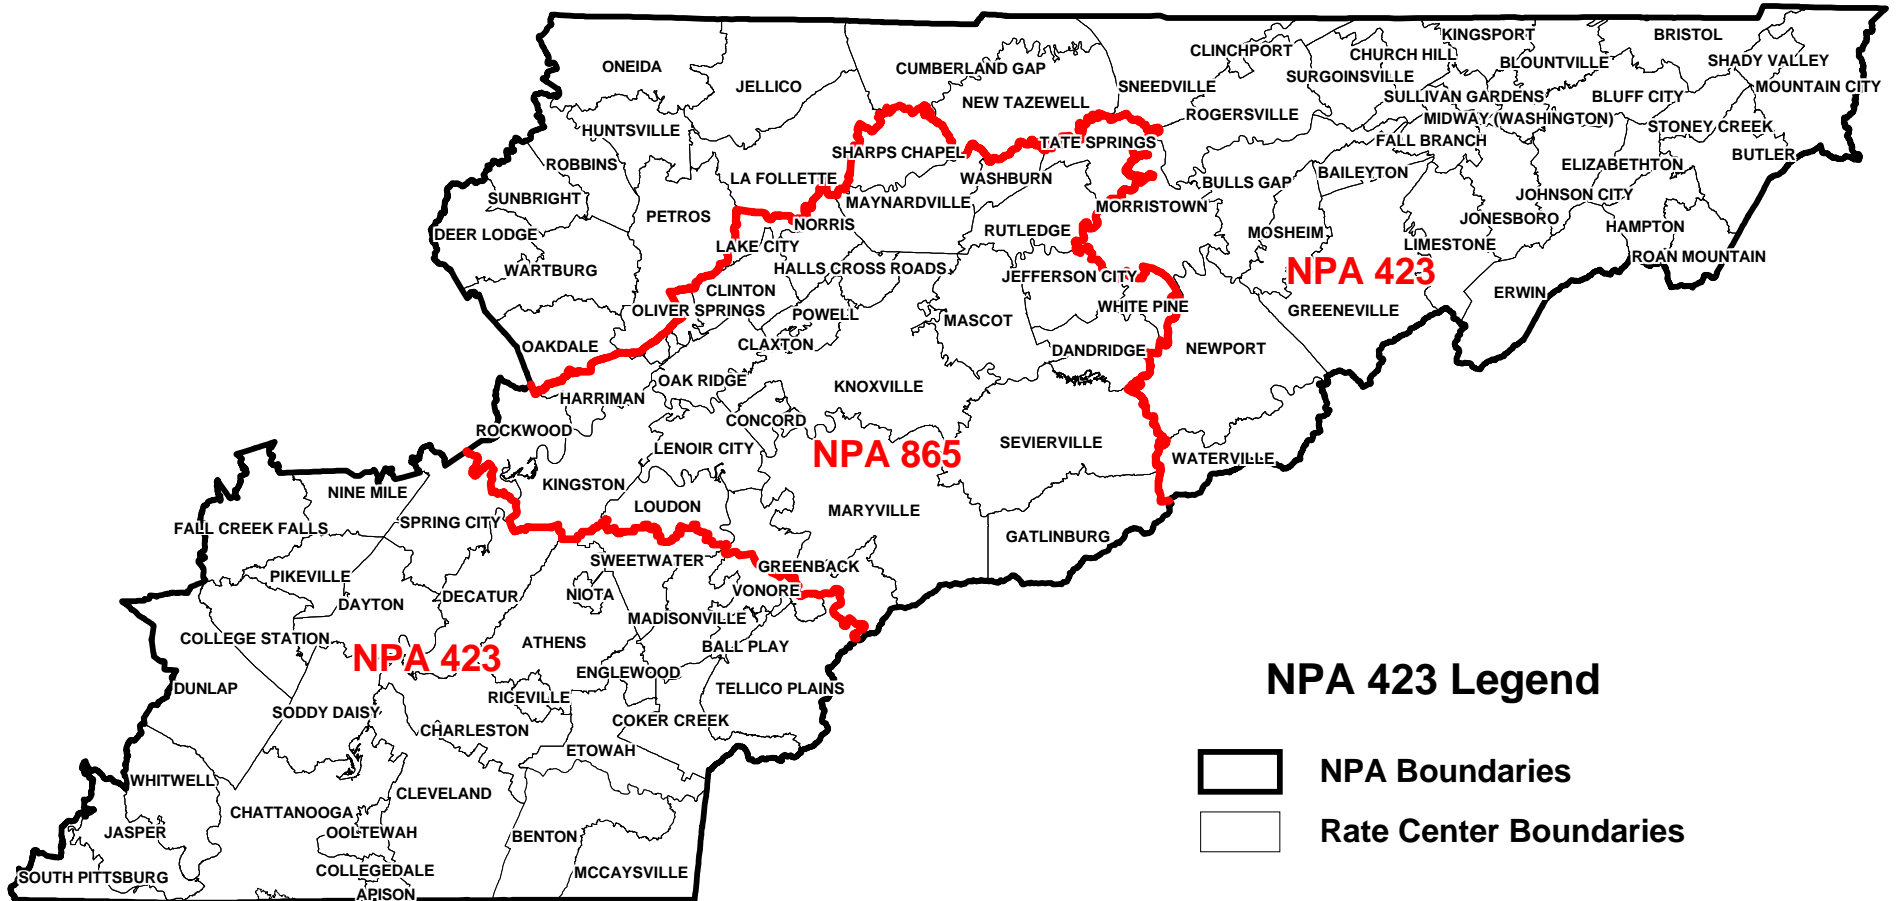 KINGSPORT
BRISTOL
CLINCHPORT
CHURCH HILL
BLOUNTVILLE
SHADY VALLEY
ONEIDA
CUMBERLAND GAP
SURGOINSVILLE
JELLICO
SNEEDVILLE
MOUNTAIN CITY
NEW TAZEWELL
SULLIVAN GARDENS
BLUFF CITY
ROGERSVILLE
MIDWAY (WASHINGTON)
HUNTSVILLE
STONEY CREEK
TATE SPRINGS
FALL BRANCH
SHARPS CHAPEL
BUTLER
ROBBINS
ELIZABETHTON
LA FOLLETTE
WASHBURN
BULLS GAP
BAILEYTON
SUNBRIGHT
JOHNSON CITY
MAYNARDVILLE
MORRISTOWN
PETROS
NORRIS
JONESBORO
HAMPTON
DEER LODGE
RUTLEDGE
MOSHEIM
LAKE CITY
LIMESTONE
ROAN MOUNTAIN
WARTBURG
HALLS CROSS ROADS
JEFFERSON CITY
NPA 423
CLINTON
ERWIN
OLIVER SPRINGS
POWELL
WHITE PINE
GREENEVILLE
MASCOT
OAKDALE
CLAXTON
DANDRIDGE
NEWPORT
OAK RIDGE
KNOXVILLE
HARRIMAN
CONCORD
ROCKWOOD
LENOIR CITY
SEVIERVILLE
NPA 865
WATERVILLE
KINGSTON
NINE MILE
LOUDON
MARYVILLE
SPRING CITY
FALL CREEK FALLS
GATLINBURG
SWEETWATER
GREENBACK
PIKEVILLE
VONORE
NIOTA
DECATUR
DAYTON
MADISONVILLE
COLLEGE STATION
ATHENS
BALL PLAY
NPA 423
ENGLEWOOD
NPA 423 Legend
DUNLAP
TELLICO PLAINS
RICEVILLE
SODDY DAISY
COKER CREEK
CHARLESTON
ETOWAH
NPA Boundaries
WHITWELL
CLEVELAND
CHATTANOOGA
JASPER
OOLTEWAH
BENTON
Rate Center Boundaries
COLLEGEDALE
MCCAYSVILLE
SOUTH PITTSBURG
APISON